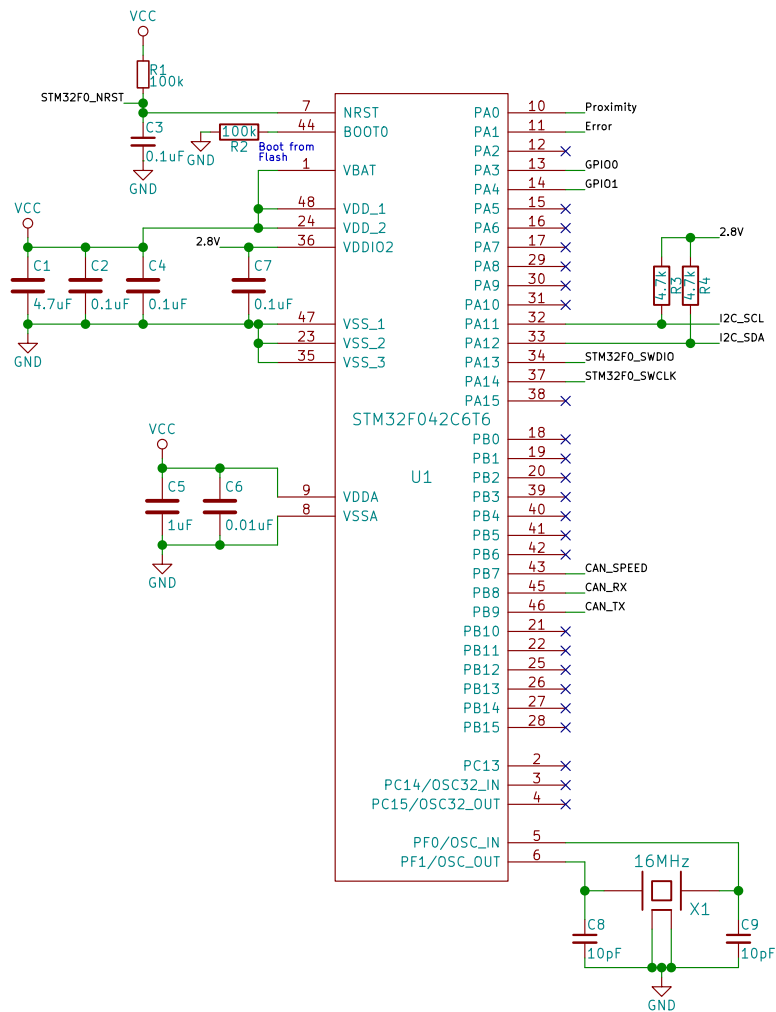 VCC
R1
100k
STM32F0_NRST
C3
0.1uF
GND
100k
R2
GND
Boot from
Flash
VCC
C1
4.7uF
C2
0.1uF
C4
0.1uF
2.8V
C7
0.1uF
GND
VCC
C5
1uF
C6
0.01uF
GND
7 NRST
44 BOOT0
1 VBAT
48 VDD_1
24 VDD_2
36 VDDIO2
47 VSS_1
23 VSS_2
35 VSS_3
STM32F042C6T6
U1
9 VDDA
8 VSSA
PA0 10 Proximity
PA1 11 Error
PA2 12
PA3 13 GPIO0
PA4 14 GPIO1
PA5 15
PA6 16
PA7 17
PA8 29
PA9 30
PA10 31
PA11 32 I2C_SCL
PA12 33 I2C_SDA
PA13 34 STM32F0_SWDIO
PA14 37 STM32F0_SWCLK
PA15 38
PB0 18
PB1 19
PB2 20
PB3 39
PB4 40
PB5 41
PB6 42
PB7 43 CAN_SPEED
PB8 45 CAN_RX
PB9 46 CAN_TX
PB10 21
PB11 22
PB12 25
PB13 26
PB14 27
PB15 28
PC13 2
PC14/OSC32_IN 3
PC15/OSC32_OUT 4
PF0/OSC_IN 5
PF1/OSC_OUT 6
2.8V
4.7k
R3
4.7k
R4
16MHz
X1
C8
10pF
C9
10pF
GND